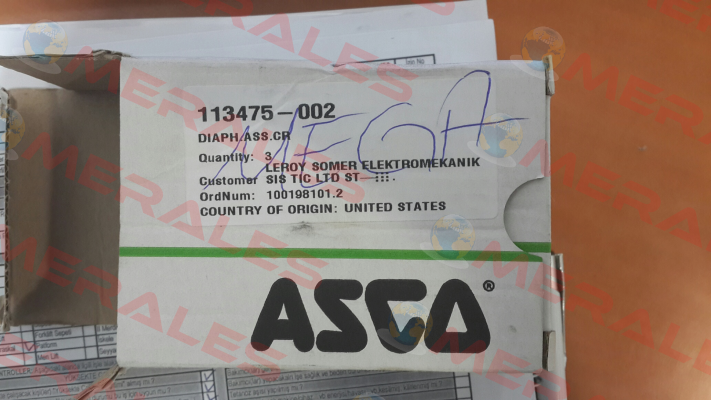 113475-002
DIAPH.ASS.CR
Quantity: 3
LEROY SOMER ELEKTROMEKANIK
Customer SIS TIC LTD ST
OrdNum: 100198101.2
COUNTRY OF ORIGIN: UNITED STATES
MEGA
ASCA®
MERALES